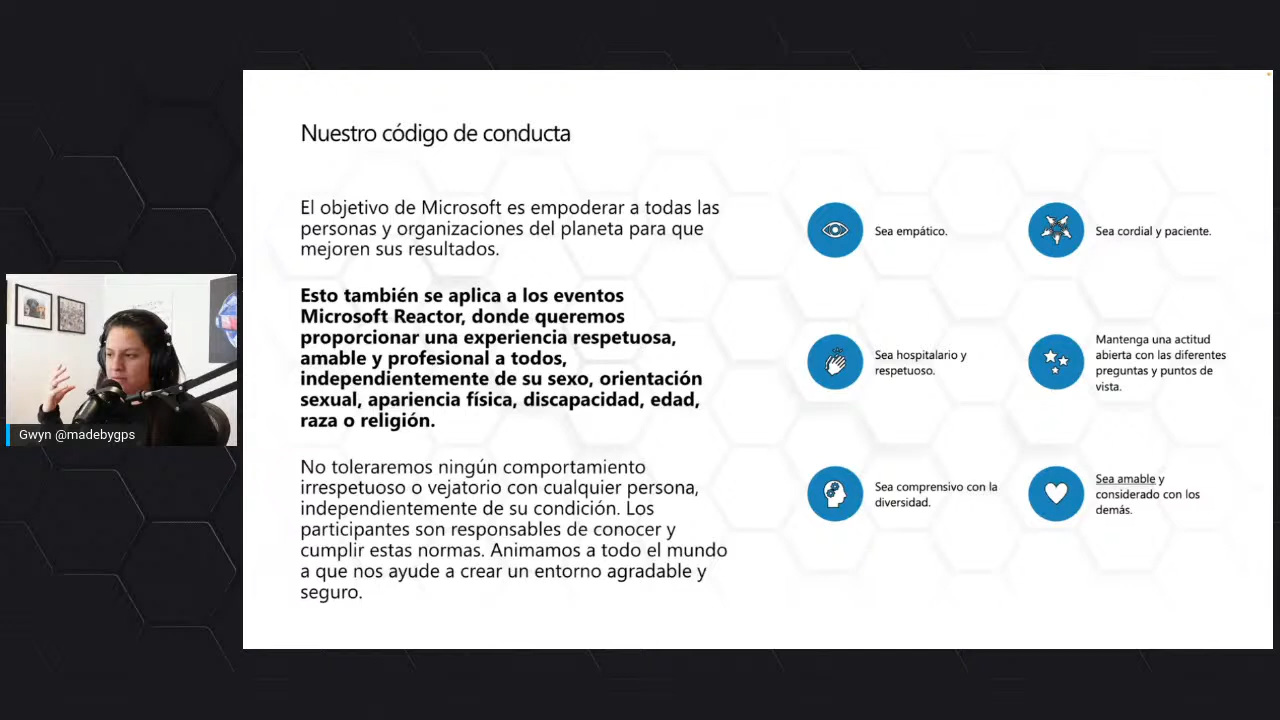 Nuestro código de conducta
El objetivo de Microsoft es empoderar a todas las
personas y organizaciones del planeta para que
mejoren sus resultados.
Esto también se aplica a los eventos
Microsoft Reactor, donde queremos
proporcionar una experiencia respetuosa,
amable y profesional a todos,
independientemente de su sexo, orientación
sexual, apariencia física, discapacidad, edad,
raza o religión.
No toleraremos ningún comportamiento
irrespetuoso o vejatorio con cualquier persona,
independientemente de su condición. Los
participantes son responsables de conocer y
cumplir estas normas. Animamos a todo el mundo
a que nos ayude a crear un entorno agradable y
seguro.
Sea empático.
Sea cordial y paciente.
Sea hospitalario y
respetuoso.
Mantenga una actitud
abierta con las diferentes
preguntas y puntos de
vista.
Sea comprensivo con la
diversidad.
Sea amable y
considerado con los
demás.
Gwyn @madebygps